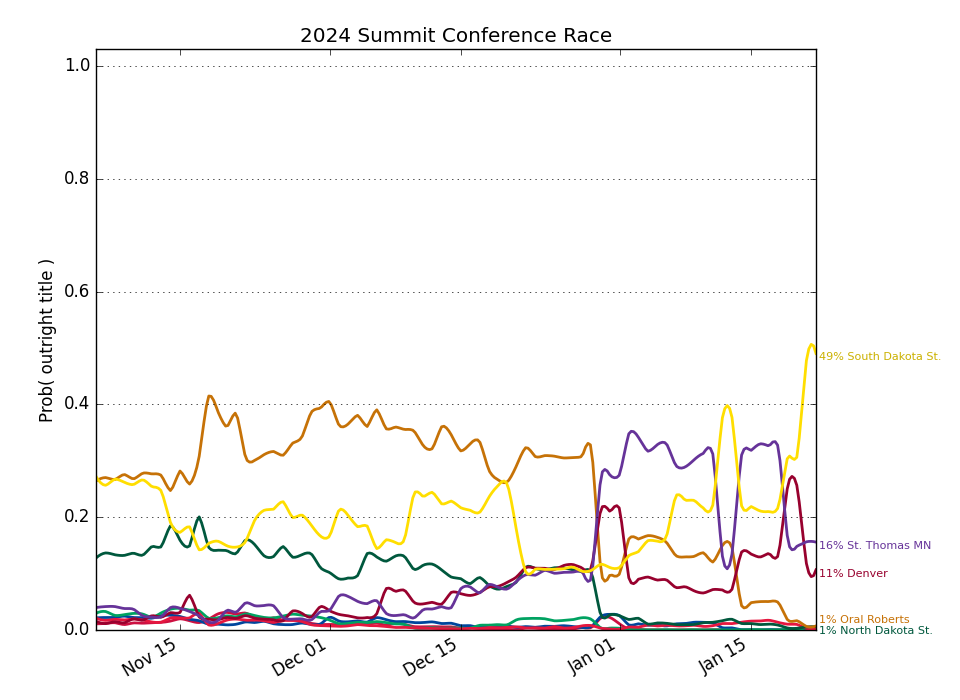 2024 Summit Conference Race
1.0
0.8
0.6
0.4
0.2
0.0
Prob( outright title )
49% South Dakota St.
16% St. Thomas MN
11% Denver
1% Oral Roberts
1% North Dakota St.
Nov 15
Dec 01
Dec 15
Jan 01
Jan 15